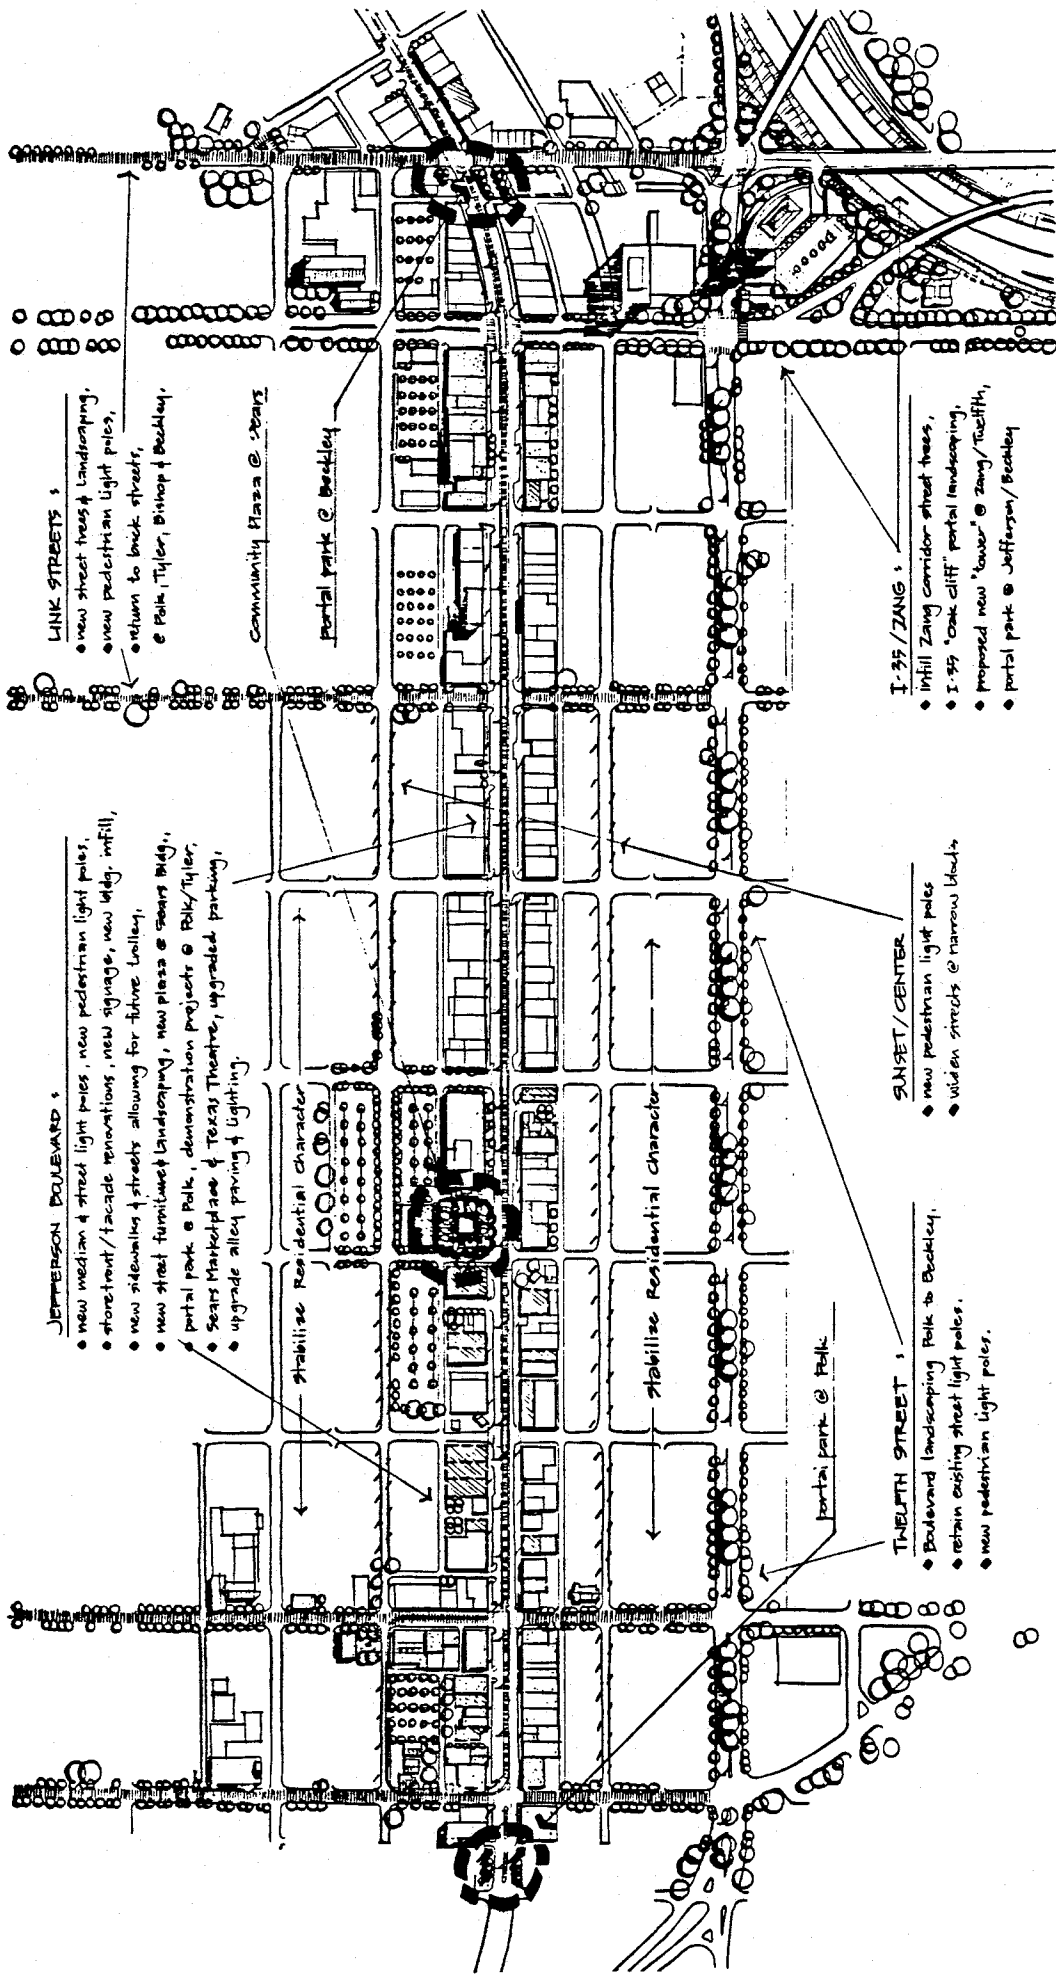 JEFFERSON BOULEVARD :
• new median & street light poles, new pedestrian light poles,
• storefront/facade renovations, new signage, new bldg. infill,
• new sidewalks & streets allowing for future trolley,
• new street furniture & landscaping, new plaza @ Sears Bldg.,
• portal park @ Polk, demonstration projects @ Polk/Tyler,
• Sears Marketplace & Texas Theatre, upgraded parking,
• upgrade alley paving & lighting.
LINK STREETS :
• new street trees & landscaping,
• new pedestrian light poles,
• return to brick streets,
@ Polk, Tyler, Bishop & Beckley.
Community Plaza @ Sears
portal park @ Beckley
stabilize Residential character
stabilize Residential character
portal park @ Polk
TWELFTH STREET :
• Boulevard landscaping Polk to Beckley.
• retain existing street light poles.
• new pedestrian light poles.
SUNSET/CENTER
• new pedestrian light poles
• widen streets @ narrow blocks
I-35/ZANG :
• Infill Zang corridor street trees,
• I-35 "oak cliff" portal landscaping,
• proposed new "tower" @ Zang/Twelfth,
• portal park @ Jefferson/Beckley